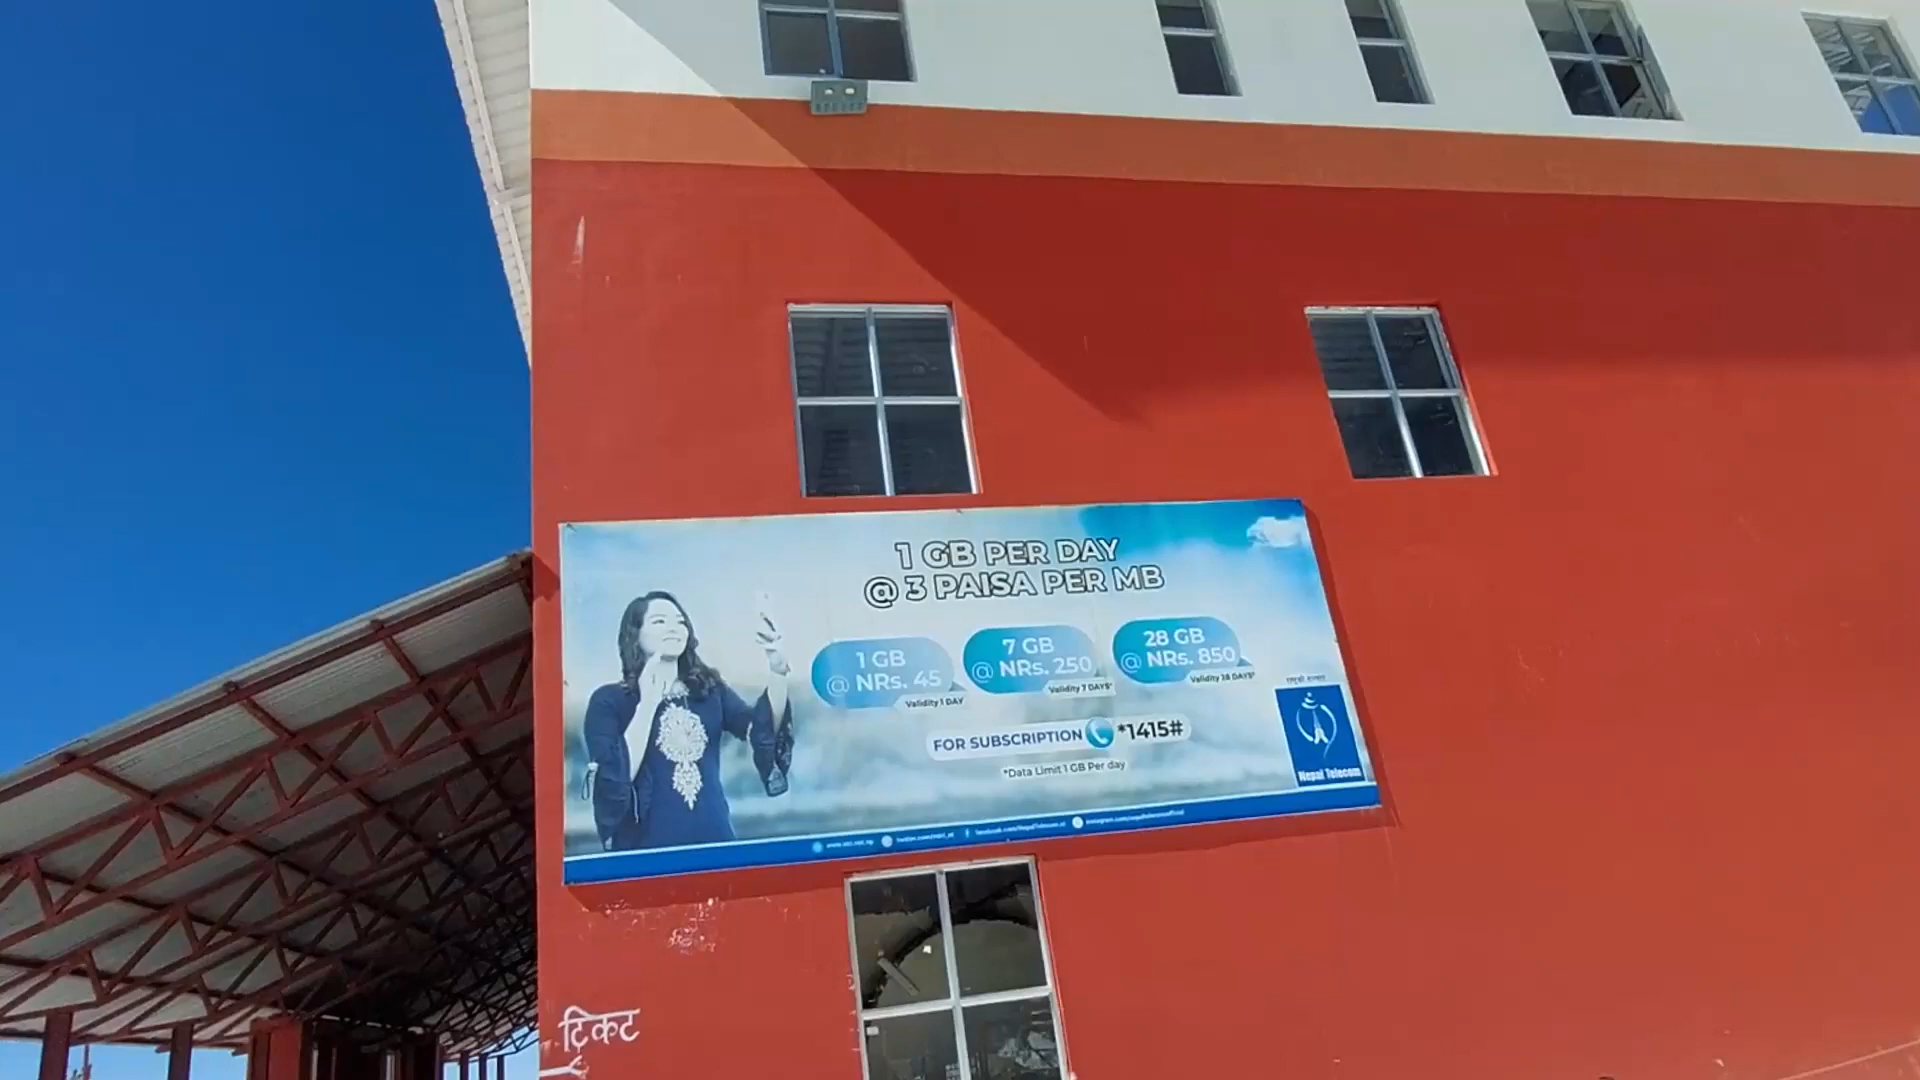 1 GB PER DAY
@ 3 PAISA PER MB
1 GB
@ NRs. 45
Validity 1 DAY
7 GB
@ NRs. 250
Validity 7 DAYS*
28 GB
@ NRs. 850
Validity 28 DAYS*
FOR SUBSCRIPTION *1415#
*Data Limit 1 GB Per day
Nepal Telecom
टिकट